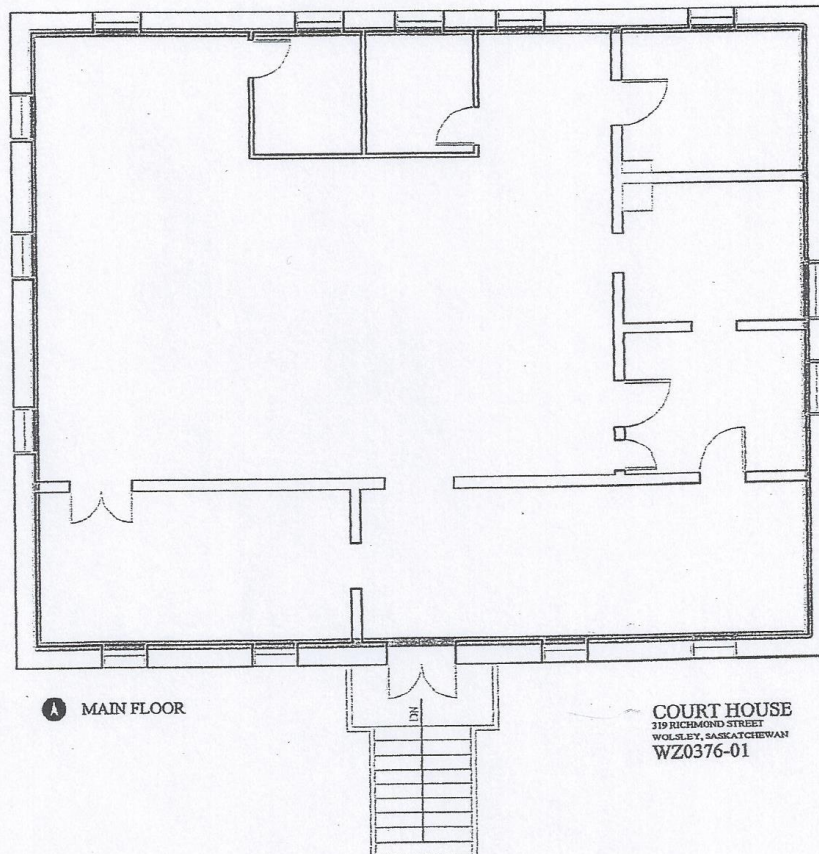 DN
A MAIN FLOOR
COURT HOUSE
319 RICHMOND STREET
WOLSLEY, SASKATCHEWAN
WZ0376-01